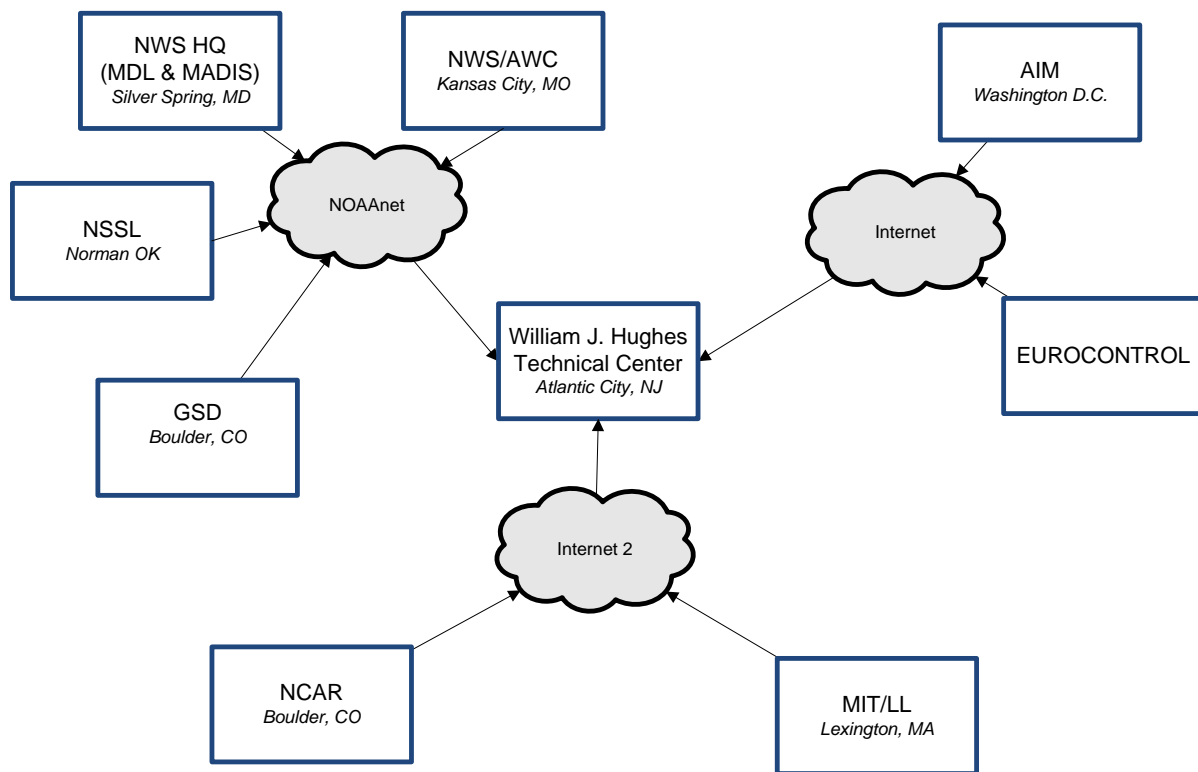 NWS HQ
(MDL & MADIS)
Silver Spring, MD
NWS/AWC
Kansas City, MO
AIM
Washington D.C.
NOAAnet
NSSL
Norman OK
Internet
William J. Hughes
Technical Center
Atlantic City, NJ
EUROCONTROL
GSD
Boulder, CO
Internet 2
NCAR
Boulder, CO
MIT/LL
Lexington, MA